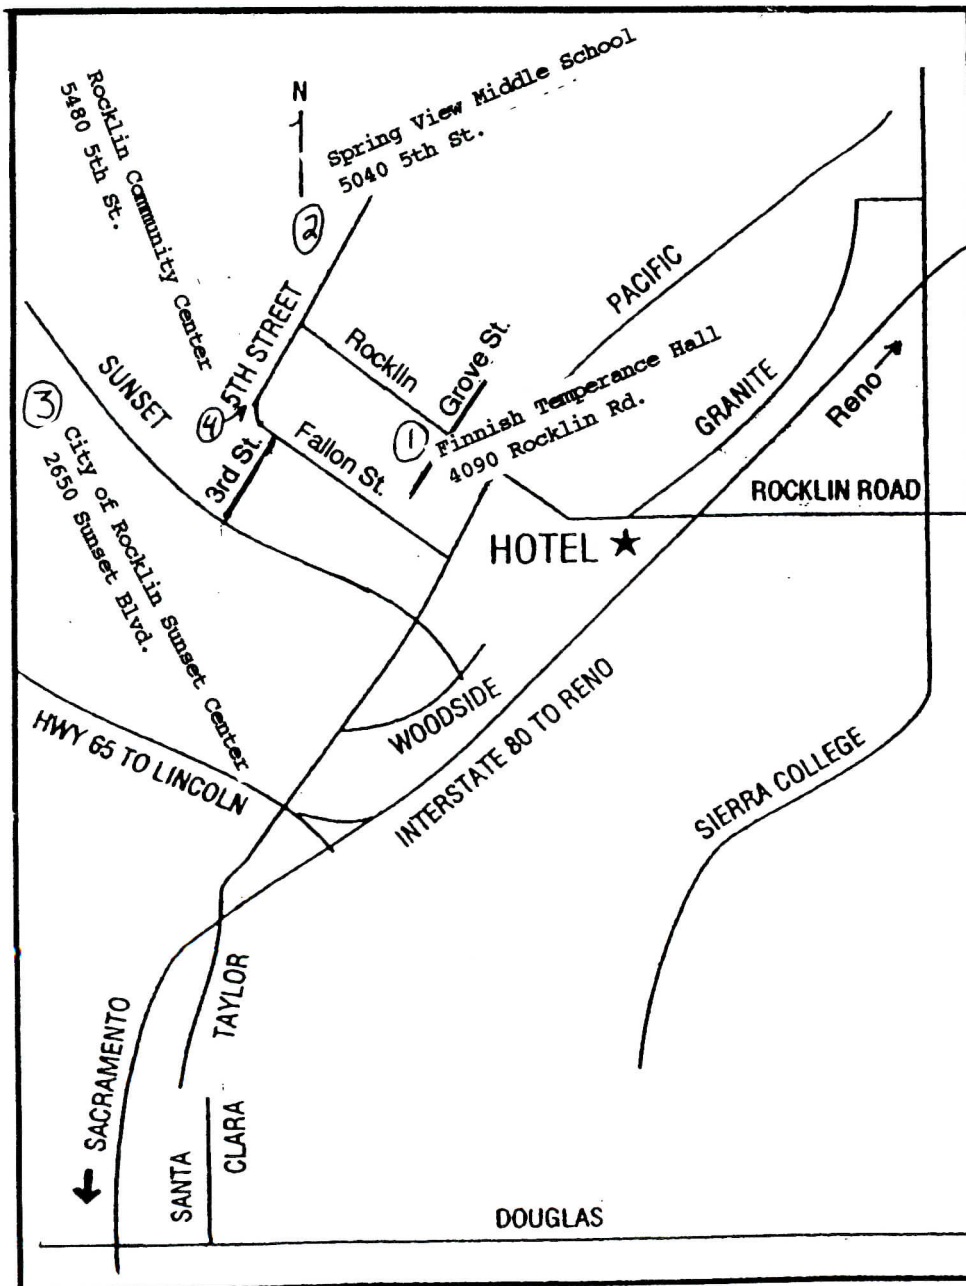 N
Spring View Middle School
5040 5th St.
Rocklin Community Center
5480 5th St.
②
5TH STREET
PACIFIC
Rocklin
Grove St.
SUNSET
④
③
①
Finnish Temperance Hall
4090 Rocklin Rd.
GRANITE
Reno
3rd St.
Fallon St.
City of Rocklin Sunset Center
2650 Sunset Blvd.
ROCKLIN ROAD
HOTEL ★
WOODSIDE
HWY 65 TO LINCOLN
INTERSTATE 80 TO RENO
SIERRA COLLEGE
TAYLOR
SACRAMENTO
SANTA
CLARA
DOUGLAS